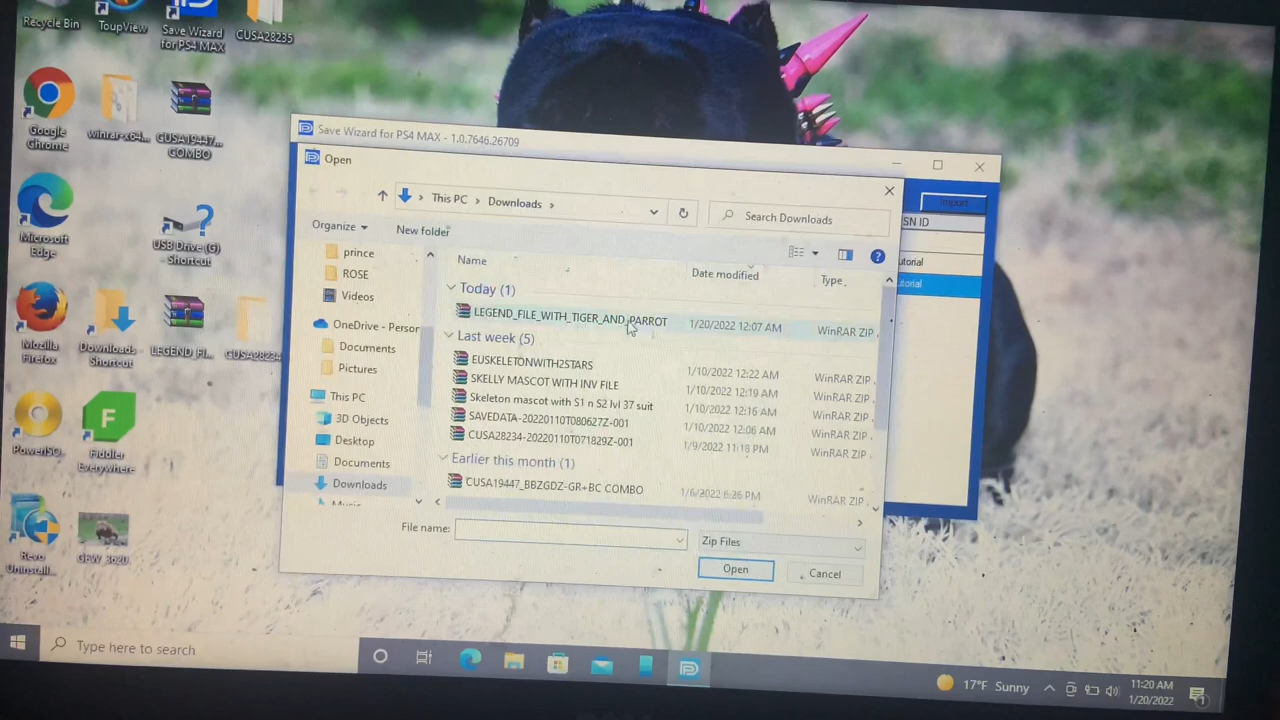 Recycle Bin
ToupView
Save Wizard
for PS4 MAX
CUSA28235
Google
Chrome
winrar-x64...
CUSA19447_...
COMBO
Microsoft
Edge
USB Drive (G)
- Shortcut
Mozilla
Firefox
Downloads -
Shortcut
LEGEND_FI...
CUSA28234...
PowerISO
Fiddler
Everywhere
Revo
Uninstall...
Save Wizard for PS4 MAX - 1.0.7646.26709
Open
This PC > Downloads >
Search Downloads
Import
Organize
New folder
SN ID
utorial
utorial
prince
ROSE
Videos
OneDrive - Person
Documents
Pictures
This PC
3D Objects
Desktop
Documents
Downloads
Music
Name
Date modified
Type
Today (1)
LEGEND_FILE_WITH_TIGER_AND_PARROT 1/20/2022 12:07 AM WinRAR ZIP
Last week (5)
EUSKELETONWITH2STARS 1/10/2022 12:22 AM WinRAR ZIP
SKELLY MASCOT WITH INV FILE 1/10/2022 12:19 AM WinRAR ZIP
Skeleton mascot with S1 n S2 lvl 37 suit 1/10/2022 12:16 AM WinRAR ZIP
SAVEDATA-20220110T080627Z-001 1/10/2022 12:06 AM WinRAR ZIP
CUSA28234-20220110T071829Z-001 1/9/2022 11:18 PM WinRAR ZIP
Earlier this month (1)
CUSA19447_BBZGDZ-GR+BC COMBO 1/6/2022 6:26 PM WinRAR ZIP
File name:
Zip Files
Open
Cancel
Type here to search
17°F Sunny
11:20 AM
1/20/2022
1